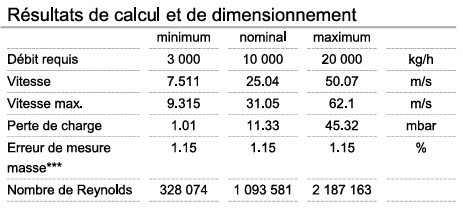 Résultats de calcul et de dimensionnement
minimum nominal maximum
Débit requis 3 000 10 000 20 000 kg/h
Vitesse 7.511 25.04 50.07 m/s
Vitesse max. 9.315 31.05 62.1 m/s
Perte de charge 1.01 11.33 45.32 mbar
Erreur de mesure 1.15 1.15 1.15 %
masse***
Nombre de Reynolds 328 074 1 093 581 2 187 163